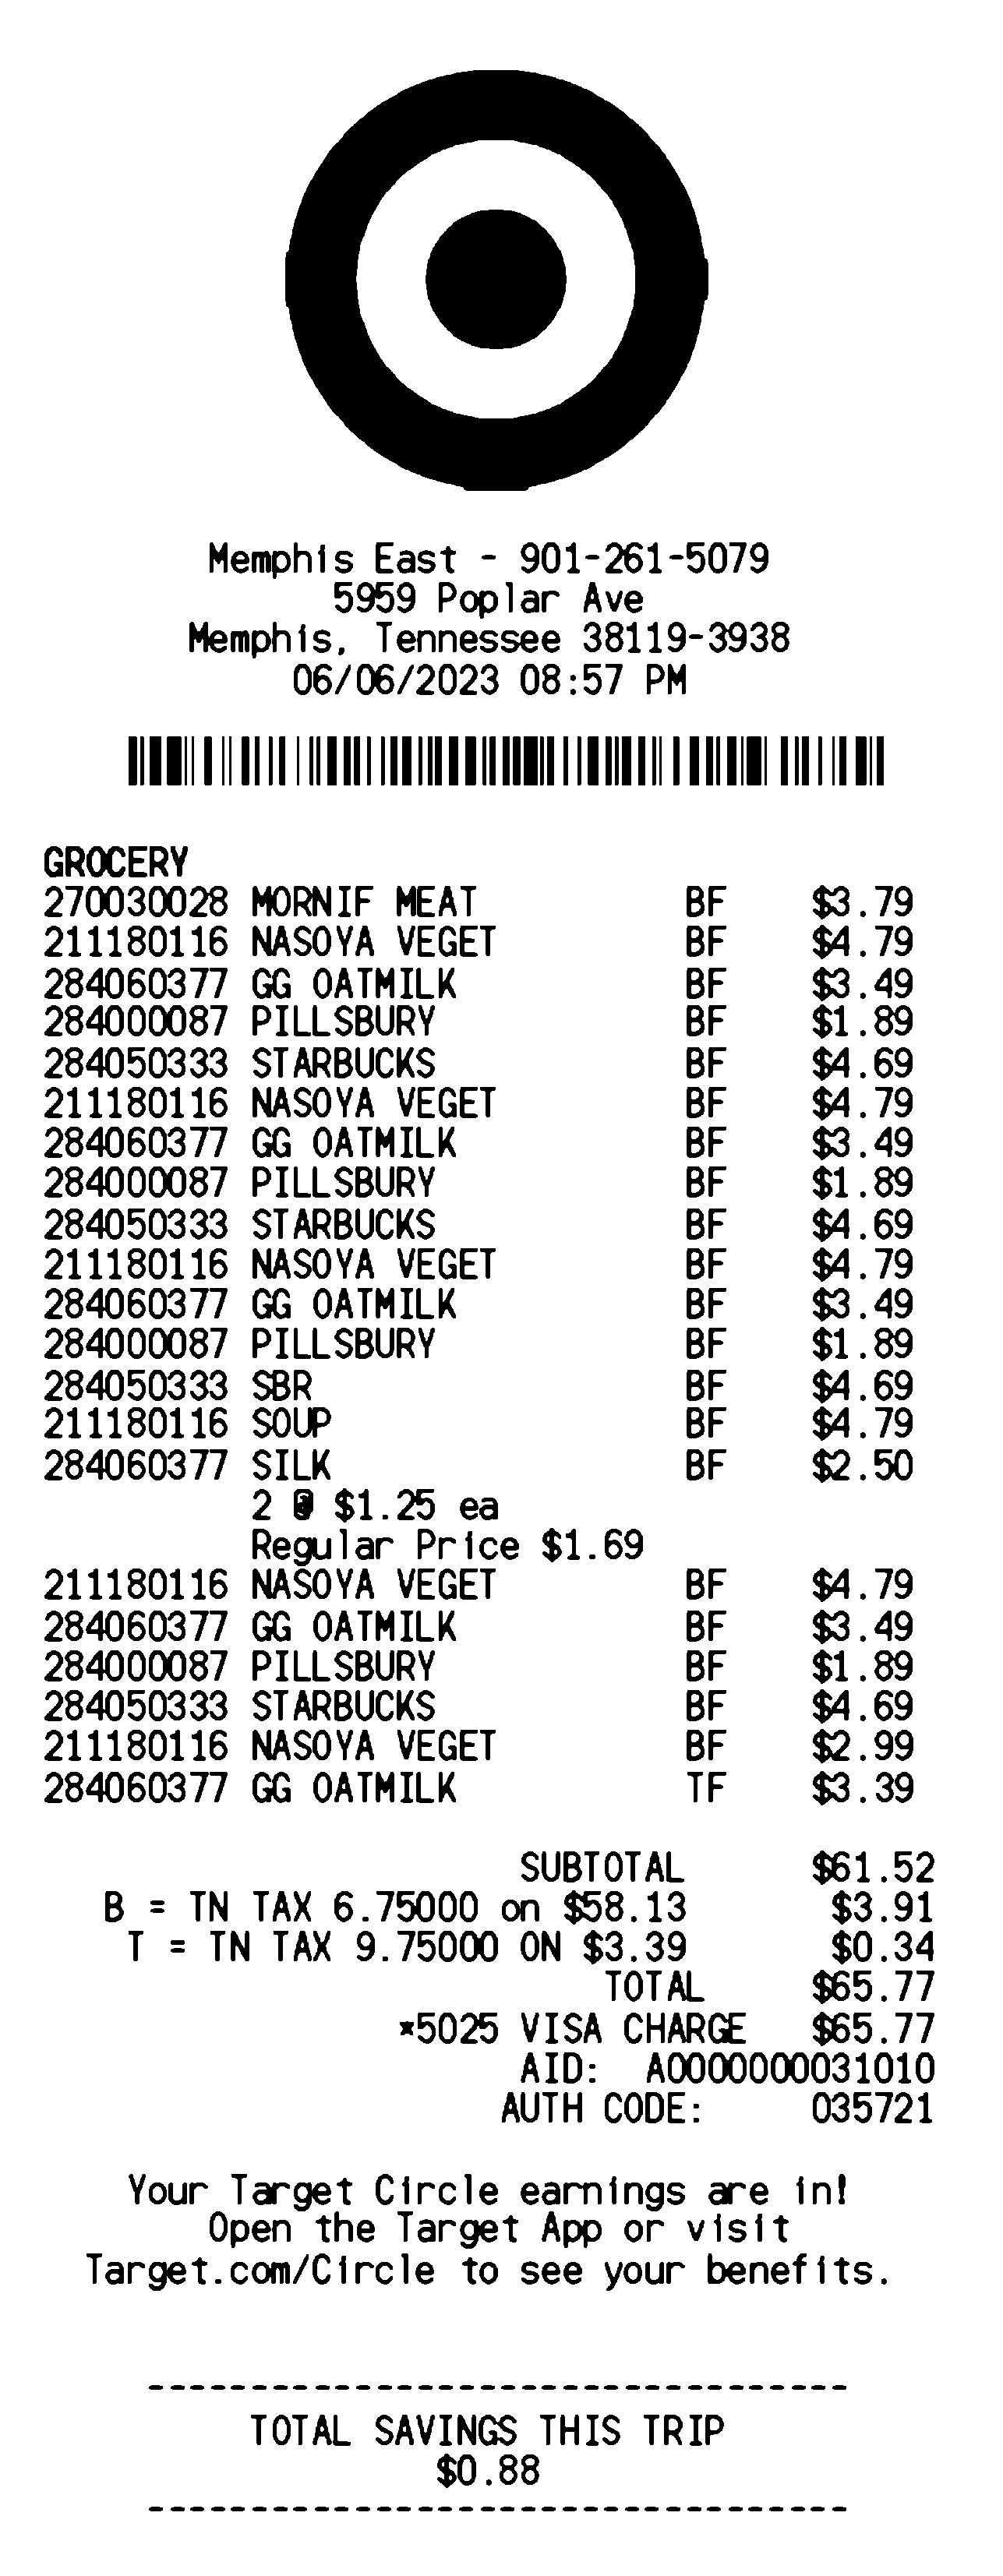 Memphis East - 901-261-5079
5959 Poplar Ave
Memphis, Tennessee 38119-3938
06/06/2023 08:57 PM
GROCERY
270030028 MORNIF MEAT BF $3.79
211180116 NASOYA VEGET BF $4.79
284060377 GG OATMILK BF $3.49
284000087 PILLSBURY BF $1.89
284050333 STARBUCKS BF $4.69
211180116 NASOYA VEGET BF $4.79
284060377 GG OATMILK BF $3.49
284000087 PILLSBURY BF $1.89
284050333 STARBUCKS BF $4.69
211180116 NASOYA VEGET BF $4.79
284060377 GG OATMILK BF $3.49
284000087 PILLSBURY BF $1.89
284050333 SBR BF $4.69
211180116 SOUP BF $4.79
284060377 SILK BF $2.50
2 @ $1.25 ea
Regular Price $1.69
211180116 NASOYA VEGET BF $4.79
284060377 GG OATMILK BF $3.49
284000087 PILLSBURY BF $1.89
284050333 STARBUCKS BF $4.69
211180116 NASOYA VEGET BF $2.99
284060377 GG OATMILK TF $3.39
SUBTOTAL $61.52
B = TN TAX 6.75000 on $58.13 $3.91
T = TN TAX 9.75000 ON $3.39 $0.34
TOTAL $65.77
*5025 VISA CHARGE $65.77
AID: A0000000031010
AUTH CODE: 035721
Your Target Circle earnings are in!
Open the Target App or visit
Target.com/Circle to see your benefits.
---------------------------------
TOTAL SAVINGS THIS TRIP
$0.88
---------------------------------